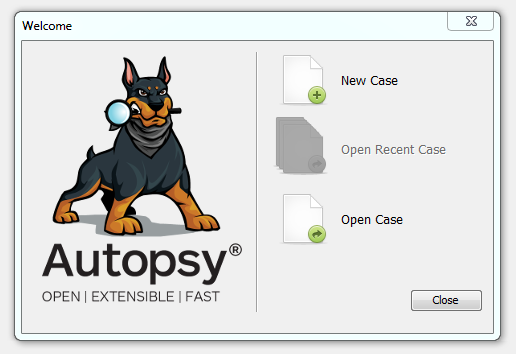 Welcome
New Case
Open Recent Case
Open Case
Autopsy®
OPEN | EXTENSIBLE | FAST
Close